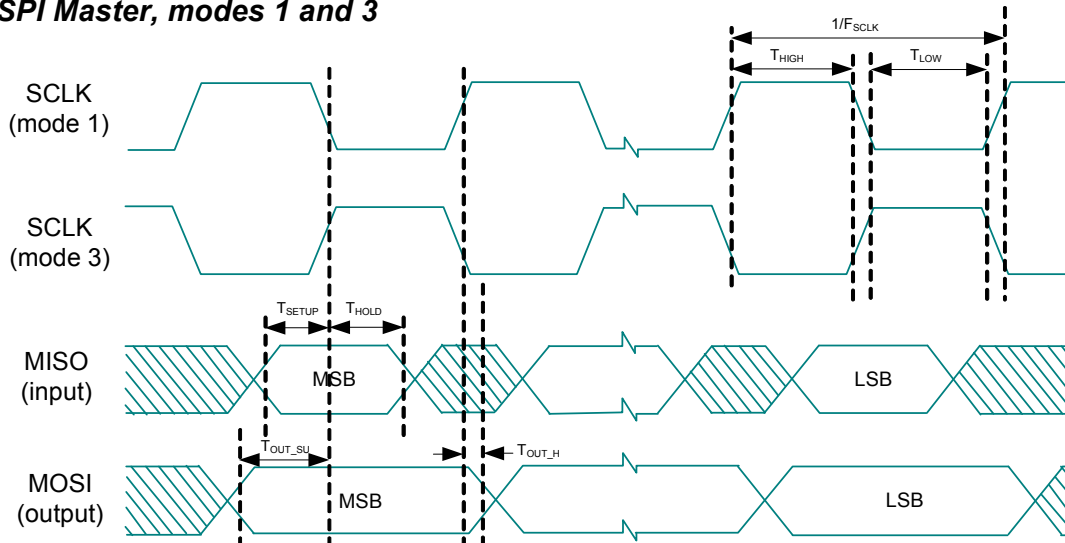 SPI Master, modes 1 and 3
1/FSCLK
THIGH
TLOW
SCLK
(mode 1)
SCLK
(mode 3)
TSETUP
THOLD
MISO
(input)
MSB
LSB
TOUT_SU
TOUT_H
MOSI
(output)
MSB
LSB